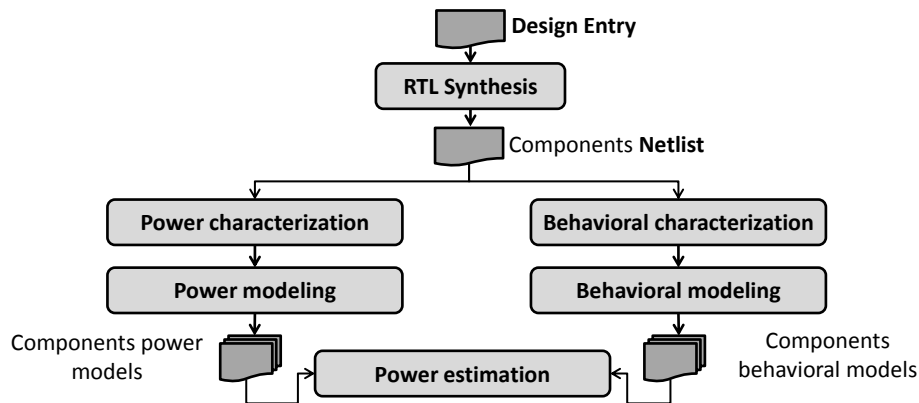 Design Entry
RTL Synthesis
Components Netlist
Power characterization
Behavioral characterization
Power modeling
Behavioral modeling
Components power
models
Components
behavioral models
Power estimation